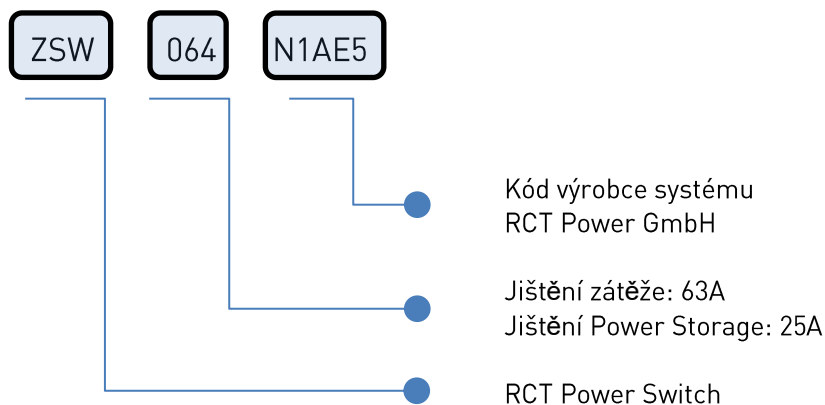 ZSW 064 N1AE5
Kód výrobce systému
RCT Power GmbH
Jištění zátěže: 63A
Jištění Power Storage: 25A
RCT Power Switch